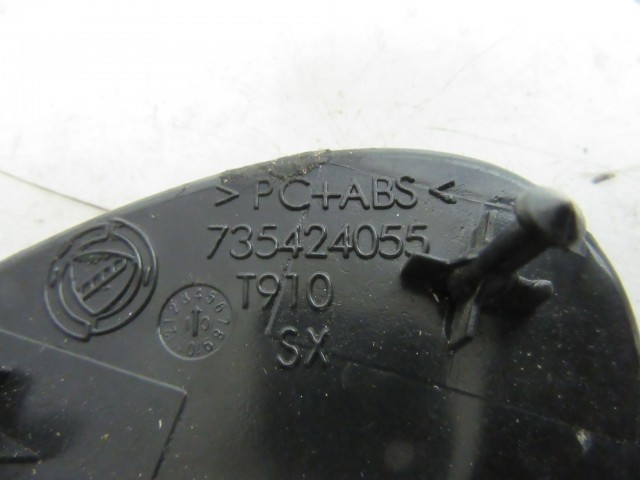 > PC+ABS <
735424055
T910
SX